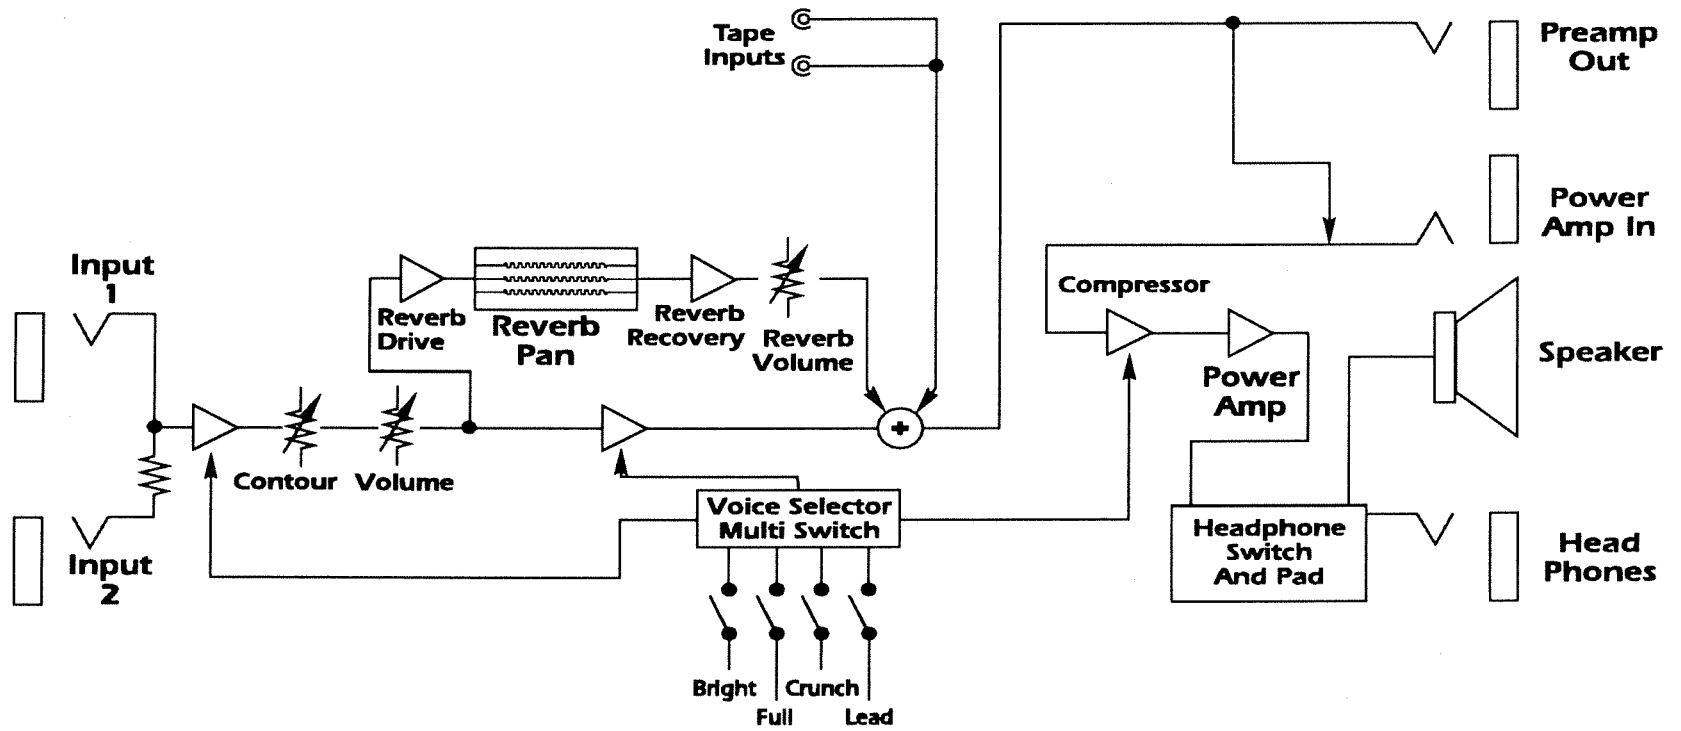 Tape
Inputs
Preamp
Out
Power
Amp In
Input
1
Reverb
Drive
Reverb
Pan
Reverb
Recovery
Reverb
Volume
Compressor
Power
Amp
Speaker
Contour
Volume
+
Voice Selector
Multi Switch
Headphone
Switch
And Pad
Head
Phones
Input
2
Bright
Crunch
Full
Lead